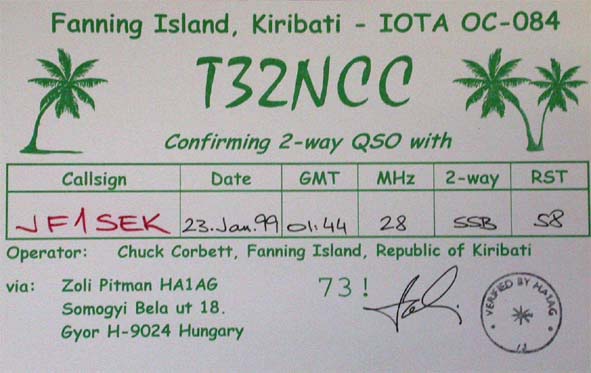 Fanning Island, Kiribati - IOTA OC-084
T32NCC
Confirming 2-way QSO with
Callsign Date GMT MHz 2-way RST
JF1SEK 23.Jan.99 01:44 28 SSB 58
Operator: Chuck Corbett, Fanning Island, Republic of Kiribati
via: Zoli Pitman HA1AG 73!
Somogyi Bela ut 18.
Gyor H-9024 Hungary
VERIFIED BY HA1AG